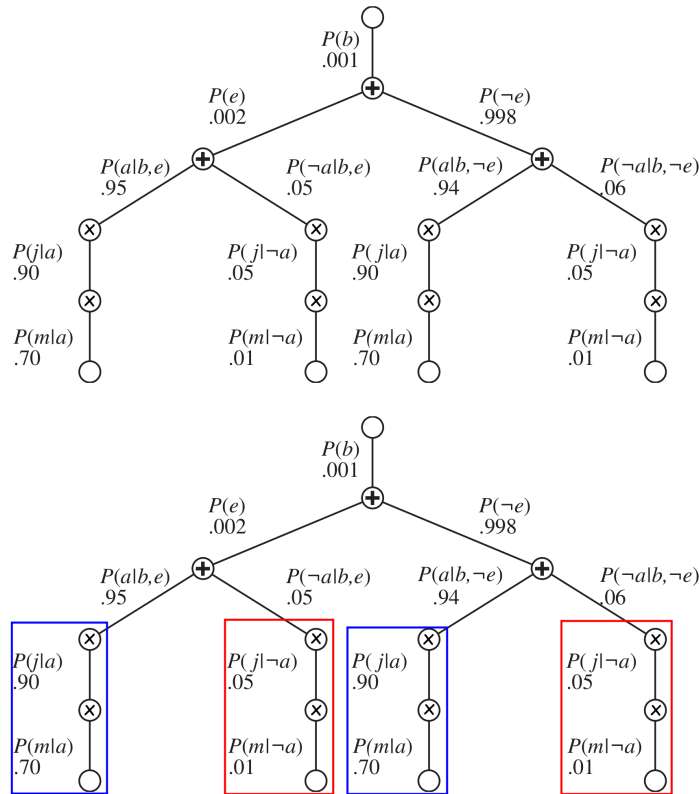 P(b)
.001
P(e)
.002
P(¬e)
.998
P(a|b,e)
.95
P(¬a|b,e)
.05
P(a|b,¬e)
.94
P(¬a|b,¬e)
.06
P(j|a)
.90
P(j|¬a)
.05
P(j|a)
.90
P(j|¬a)
.05
P(m|a)
.70
P(m|¬a)
.01
P(m|a)
.70
P(m|¬a)
.01
P(b)
.001
P(e)
.002
P(¬e)
.998
P(a|b,e)
.95
P(¬a|b,e)
.05
P(a|b,¬e)
.94
P(¬a|b,¬e)
.06
P(j|a)
.90
P(j|¬a)
.05
P(j|a)
.90
P(j|¬a)
.05
P(m|a)
.70
P(m|¬a)
.01
P(m|a)
.70
P(m|¬a)
.01